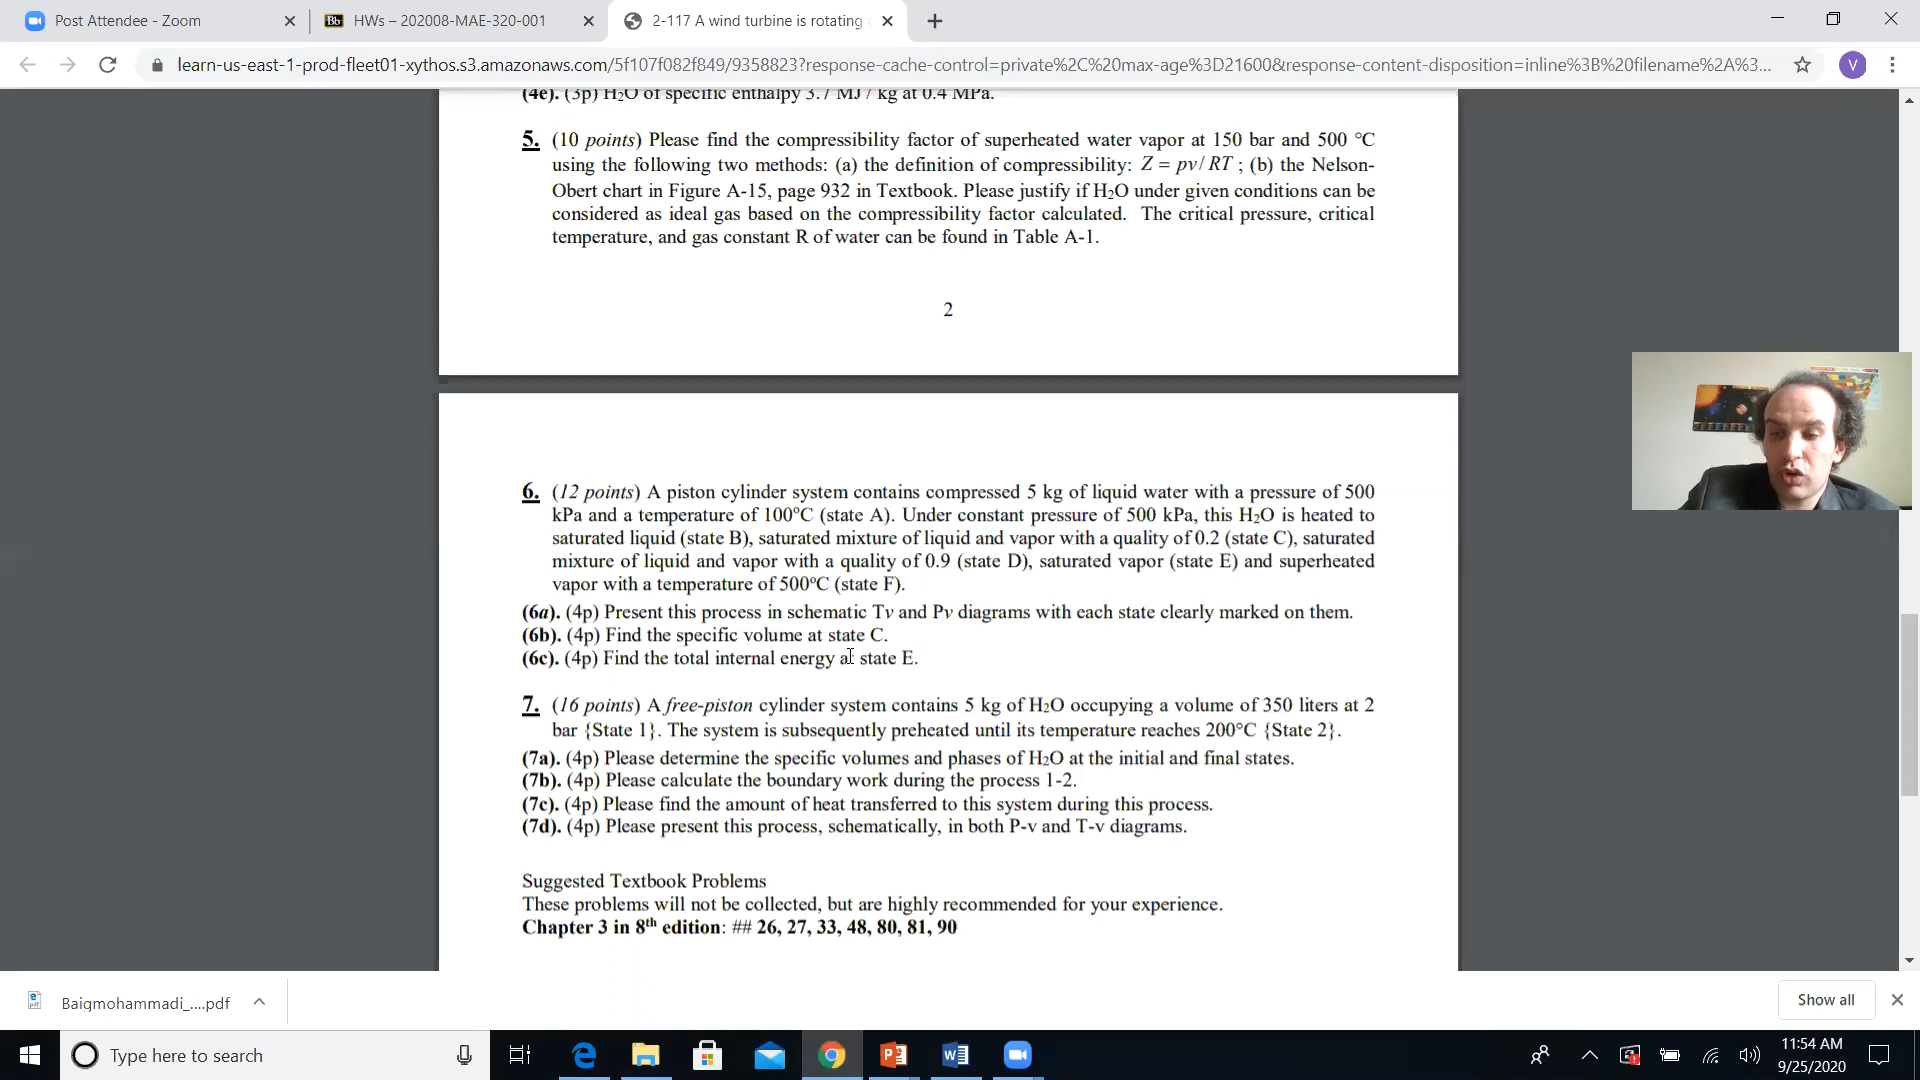 Post Attendee - Zoom
Bb
HWs – 202008-MAE-320-001
2-117 A wind turbine is rotating
learn-us-east-1-prod-fleet01-xythos.s3.amazonaws.com/5f107f082f849/9358823?response-cache-control=private%2C%20max-age%3D21600&response-content-disposition=inline%3B%20filename%2A%3...
V
(4e). (3p) H2O of specific enthalpy 3.7 MJ / kg at 0.4 MPa.
5. (10 points) Please find the compressibility factor of superheated water vapor at 150 bar and 500 °C
using the following two methods: (a) the definition of compressibility: Z = pv/ RT ; (b) the Nelson-
Obert chart in Figure A-15, page 932 in Textbook. Please justify if H2O under given conditions can be
considered as ideal gas based on the compressibility factor calculated. The critical pressure, critical
temperature, and gas constant R of water can be found in Table A-1.
2
6. (12 points) A piston cylinder system contains compressed 5 kg of liquid water with a pressure of 500
kPa and a temperature of 100°C (state A). Under constant pressure of 500 kPa, this H2O is heated to
saturated liquid (state B), saturated mixture of liquid and vapor with a quality of 0.2 (state C), saturated
mixture of liquid and vapor with a quality of 0.9 (state D), saturated vapor (state E) and superheated
vapor with a temperature of 500°C (state F).
(6a). (4p) Present this process in schematic Tv and Pv diagrams with each state clearly marked on them.
(6b). (4p) Find the specific volume at state C.
(6c). (4p) Find the total internal energy at state E.
7. (16 points) A free-piston cylinder system contains 5 kg of H2O occupying a volume of 350 liters at 2
bar {State 1}. The system is subsequently preheated until its temperature reaches 200°C {State 2}.
(7a). (4p) Please determine the specific volumes and phases of H2O at the initial and final states.
(7b). (4p) Please calculate the boundary work during the process 1-2.
(7c). (4p) Please find the amount of heat transferred to this system during this process.
(7d). (4p) Please present this process, schematically, in both P-v and T-v diagrams.
Suggested Textbook Problems
These problems will not be collected, but are highly recommended for your experience.
Chapter 3 in 8th edition: ## 26, 27, 33, 48, 80, 81, 90
Baigmohammadi_....pdf
Show all
Type here to search
11:54 AM
9/25/2020